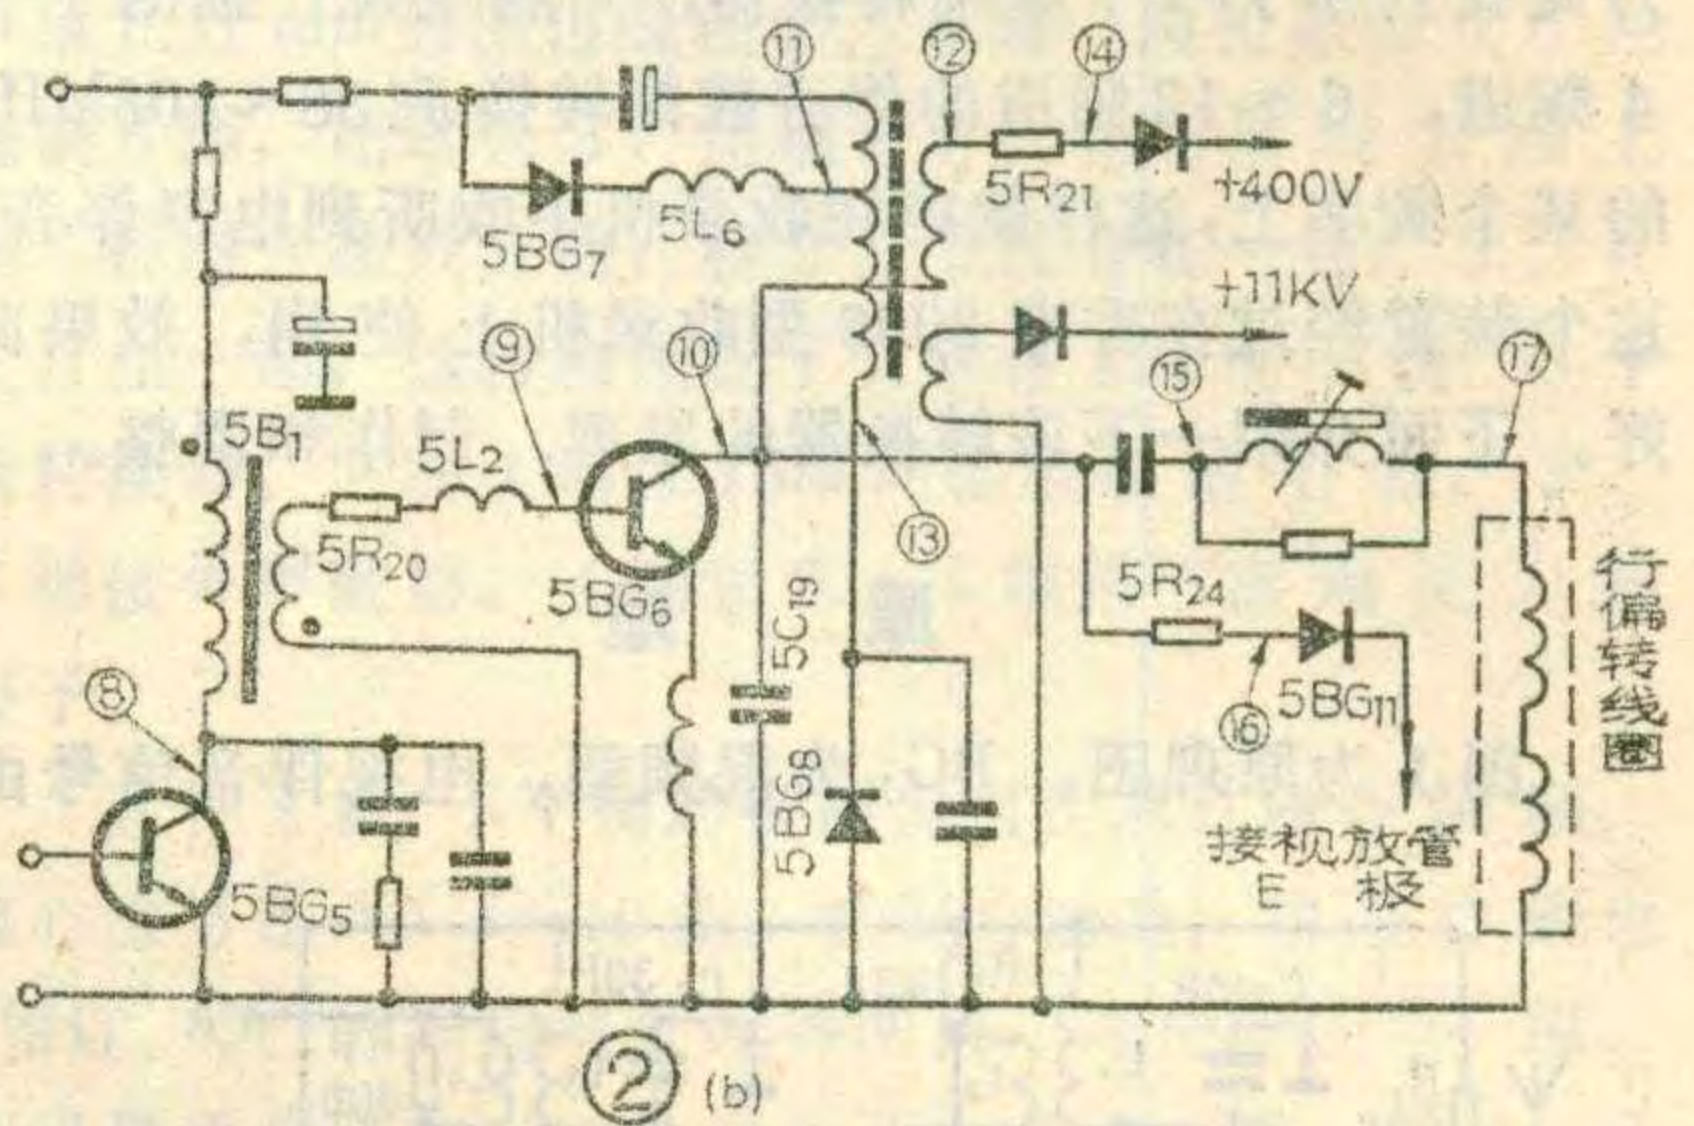 ⑪
⑫
⑭
5R21
+400V
5BG7
5L6
+11KV
⑨
⑩
⑮
⑰
5B1
5L2
⑬
5R20
5BG6
5C19
5R24
行偏转线圈
⑧
⑯
5BG11
5BG8
接视放管
E 极
5BG5
② (b)